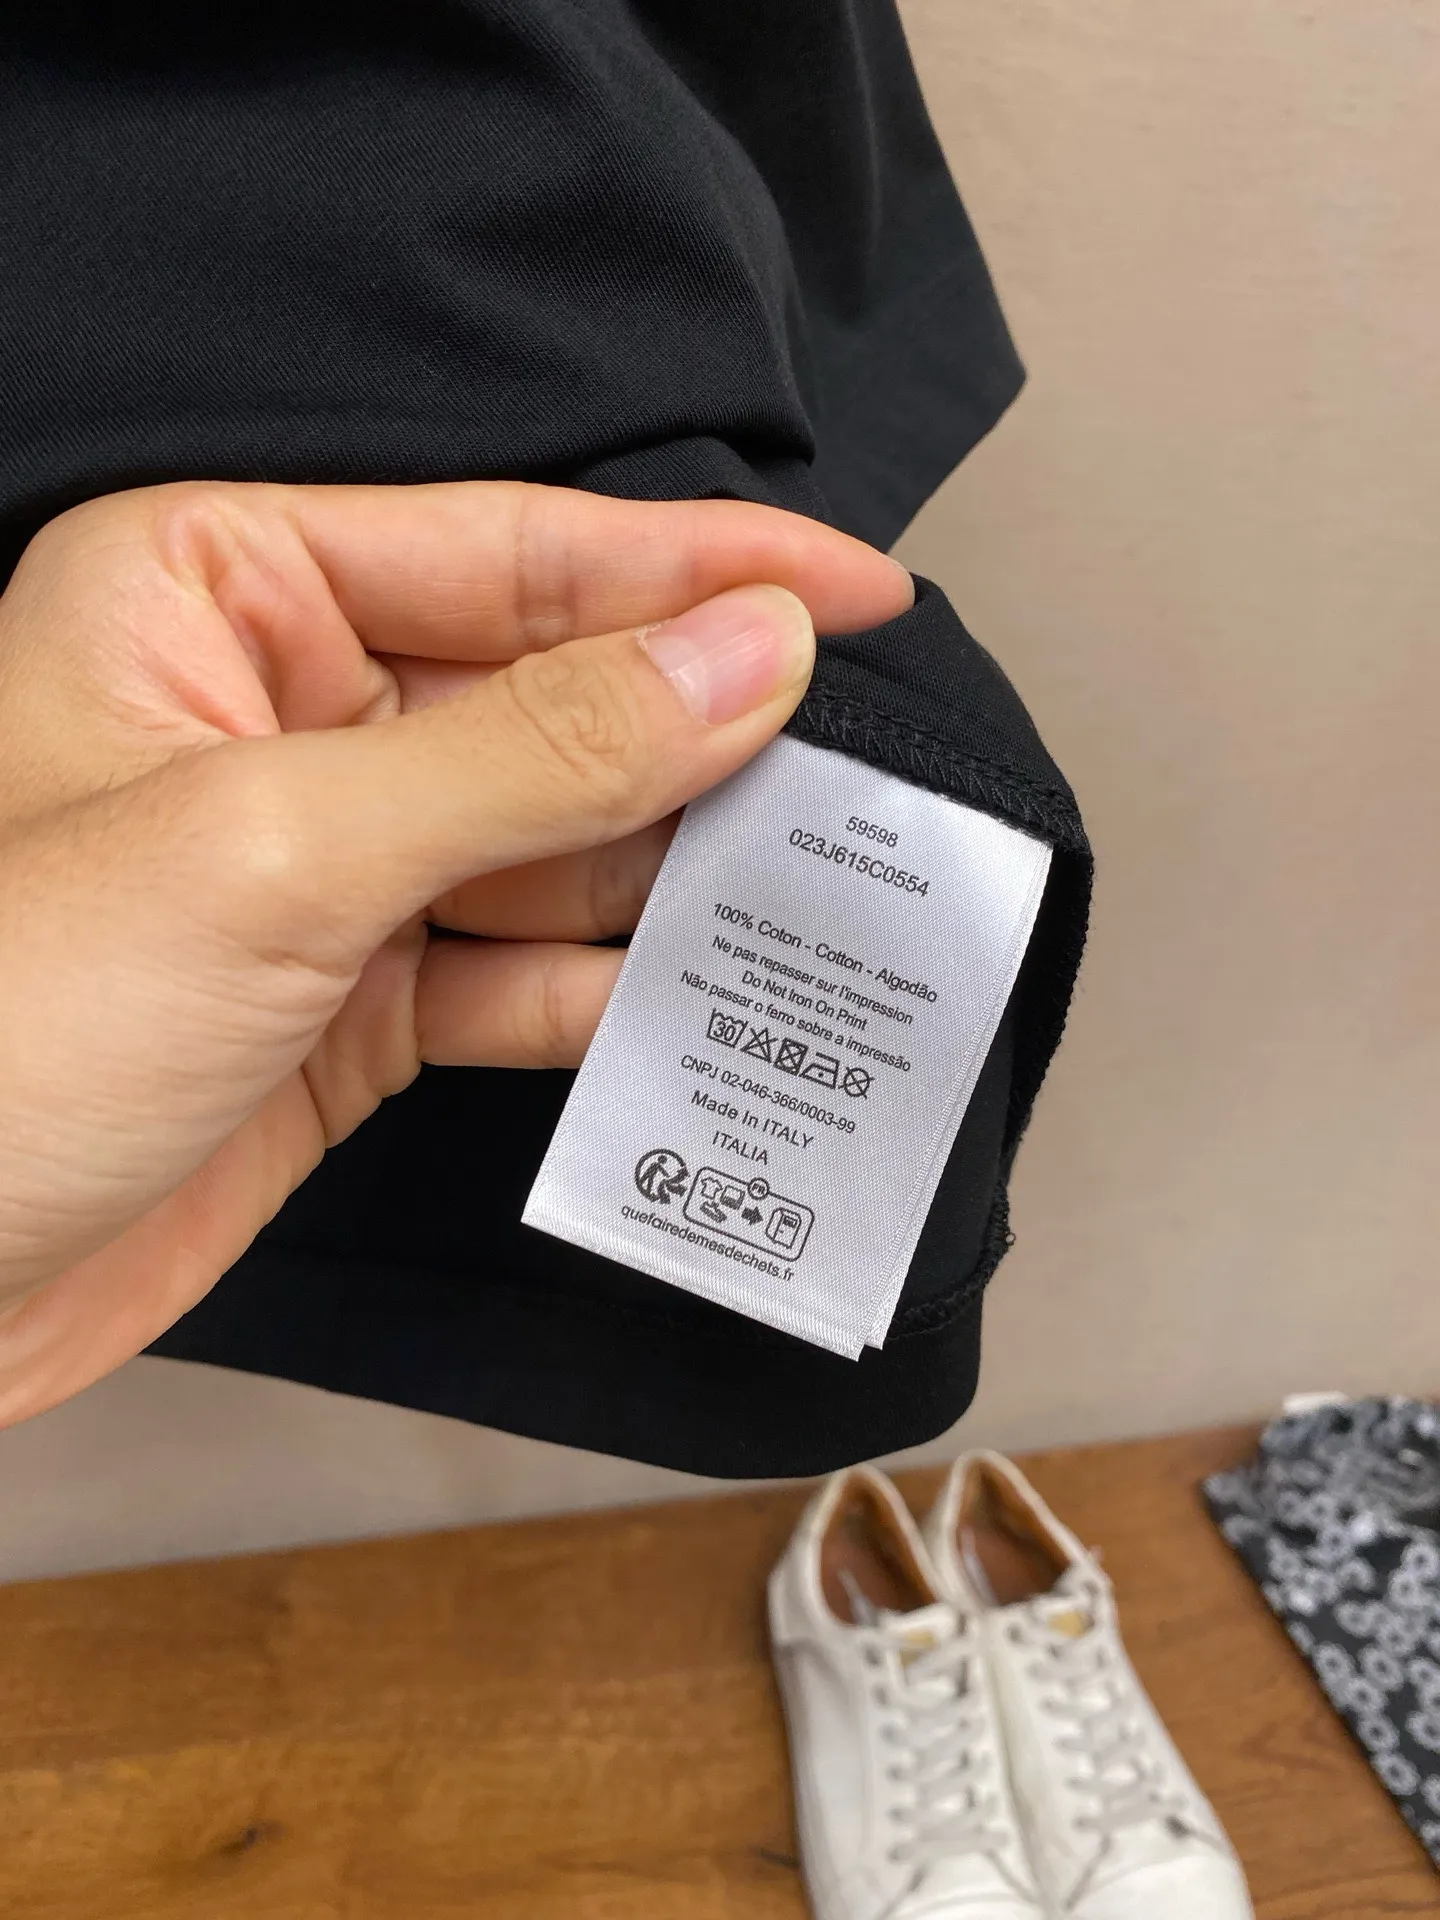 59598
023J615C0554
100% Coton - Cotton - Algodão
Ne pas repasser sur l'impression
Do Not Iron On Print
Não passar o ferro sobre a impressão
30
CNPJ 02-046-366/0003-99
Made In ITALY
ITALIA
FR
quefairedemesdechets.fr